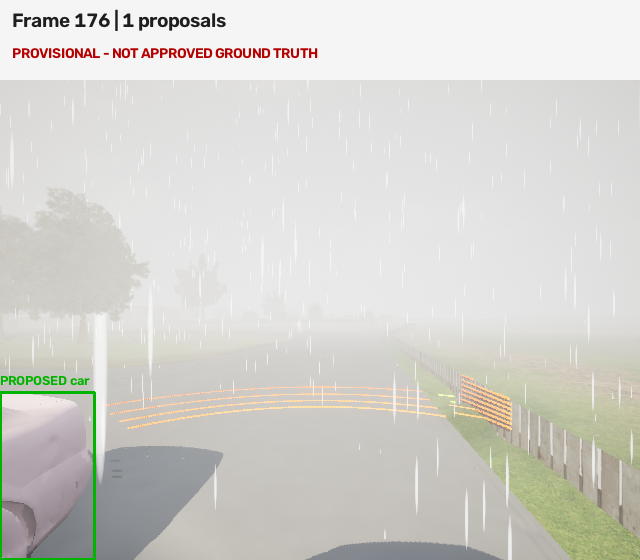 Frame 176 | 1 proposals
PROVISIONAL - NOT APPROVED GROUND TRUTH
PROPOSED car